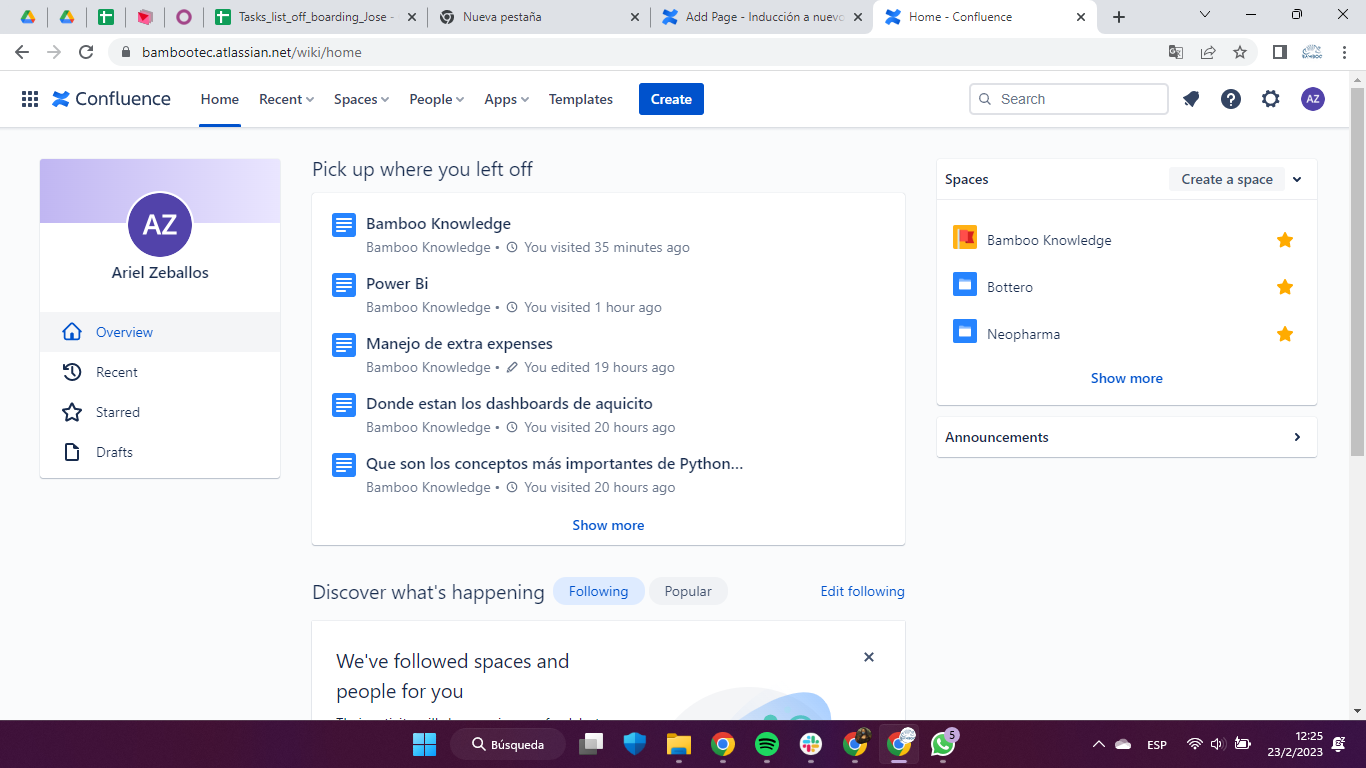 Tasks_list_off_boarding_Jose -
Nueva pestaña
Add Page - Inducción a nuevo
Home - Confluence
bambootec.atlassian.net/wiki/home
Confluence
Home
Recent
Spaces
People
Apps
Templates
Create
Search
AZ
AZ
Ariel Zeballos
Overview
Recent
Starred
Drafts
Pick up where you left off
Bamboo Knowledge
Bamboo Knowledge • You visited 35 minutes ago
Power Bi
Bamboo Knowledge • You visited 1 hour ago
Manejo de extra expenses
Bamboo Knowledge • You edited 19 hours ago
Donde estan los dashboards de aquicito
Bamboo Knowledge • You visited 20 hours ago
Que son los conceptos más importantes de Python...
Bamboo Knowledge • You visited 20 hours ago
Show more
Discover what's happening
Following
Popular
Edit following
We've followed spaces and
people for you
Spaces
Create a space
Bamboo Knowledge
Bottero
Neopharma
Show more
Announcements
Búsqueda
5
ESP
12:25
23/2/2023